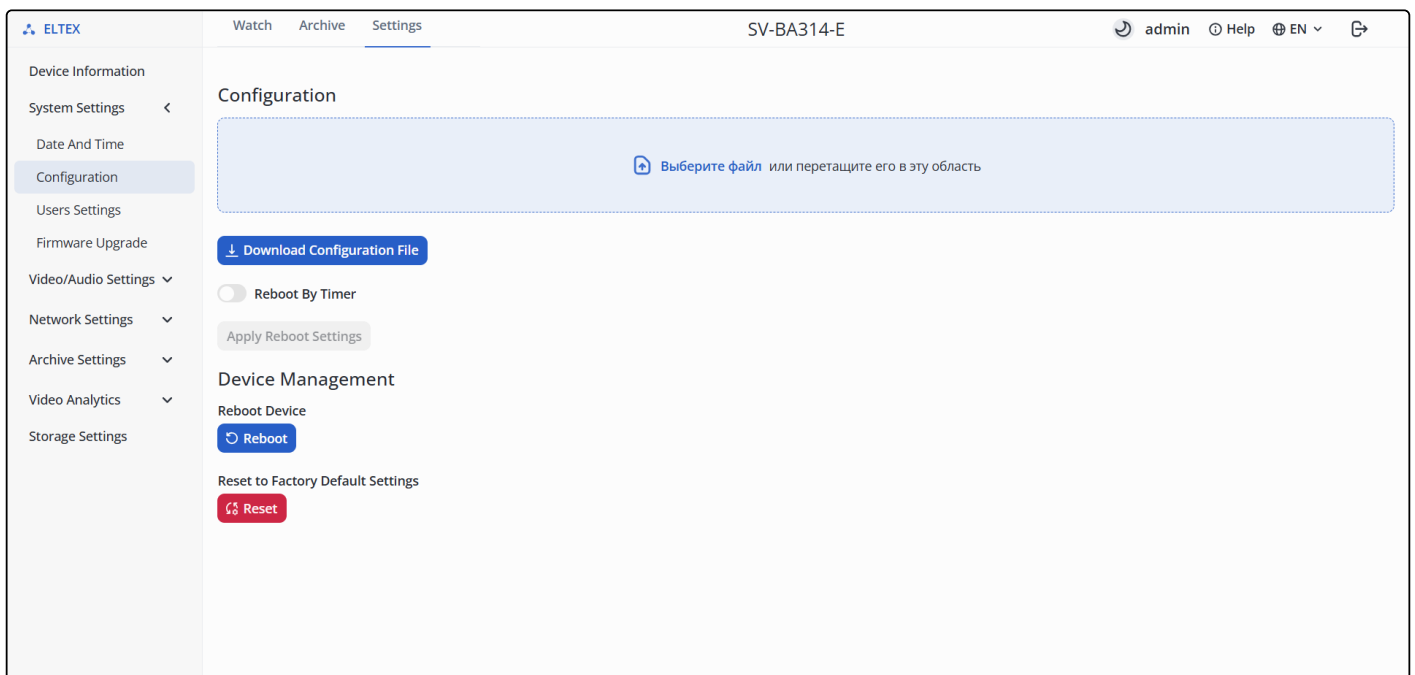 ELTEX
Watch Archive Settings
SV-BA314-E
admin Help EN
Device Information
System Settings
Date And Time
Configuration
Users Settings
Firmware Upgrade
Video/Audio Settings
Network Settings
Archive Settings
Video Analytics
Storage Settings
Configuration
Выберите файл или перетащите его в эту область
Download Configuration File
Reboot By Timer
Apply Reboot Settings
Device Management
Reboot Device
Reboot
Reset to Factory Default Settings
Reset